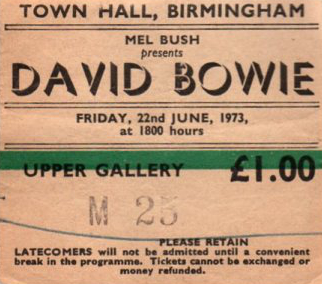 TOWN HALL, BIRMINGHAM
MEL BUSH
presents
DAVID BOWIE
FRIDAY, 22nd JUNE, 1973,
at 1800 hours
UPPER GALLERY £1.00
M 25
PLEASE RETAIN
LATECOMERS will not be admitted until a convenient
break in the programme. Tickets cannot be exchanged or
money refunded.